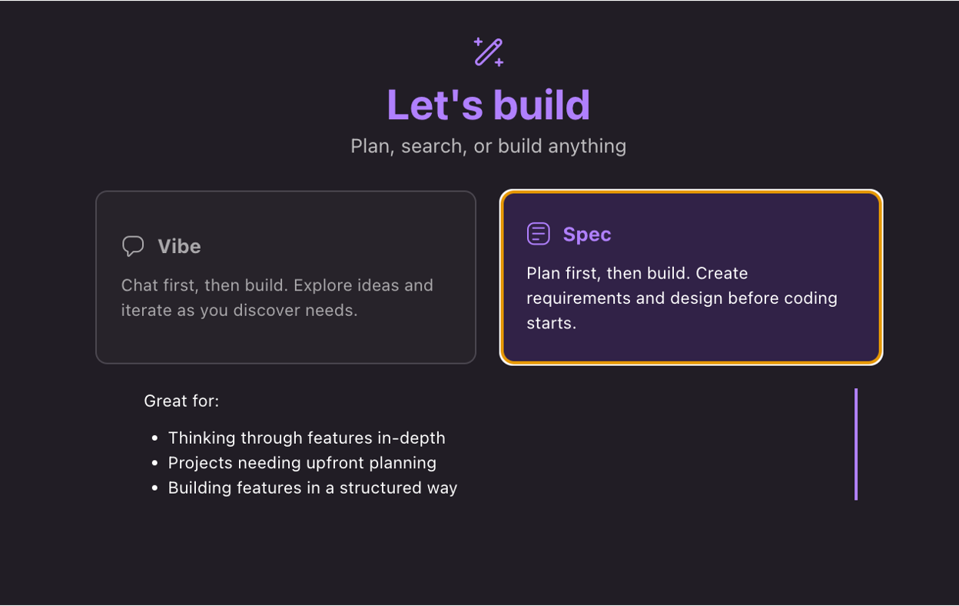 Let's build
Plan, search, or build anything
Vibe
Chat first, then build. Explore ideas and
iterate as you discover needs.
Spec
Plan first, then build. Create
requirements and design before coding
starts.
Great for:
• Thinking through features in-depth
• Projects needing upfront planning
• Building features in a structured way